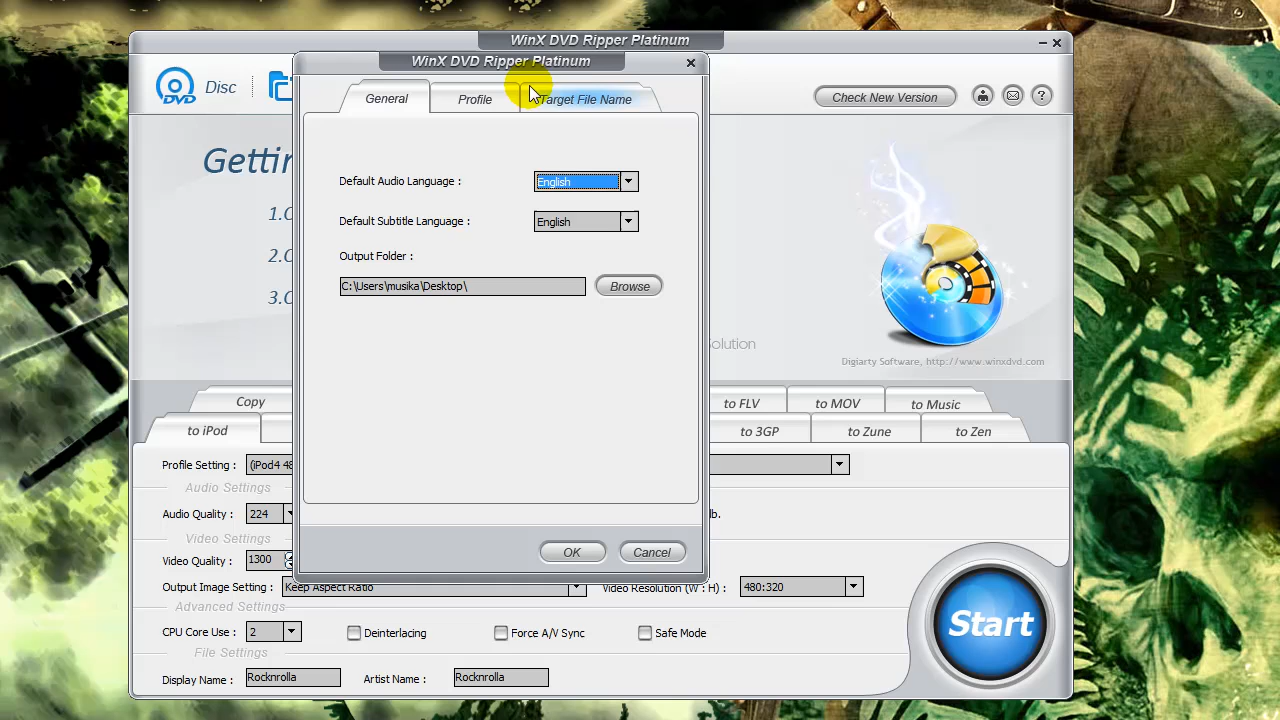 WinX DVD Ripper Platinum
WinX DVD Ripper Platinum
DVD Disc
Check New Version ?
General Profile Target File Name
Default Audio Language : English
Default Subtitle Language : English
Output Folder :
C:\Users\musika\Desktop\ Browse
OK Cancel
1.
2.
3.
Digiarty Software, http://www.winxdvd.com
Copy to FLV to MOV to Music
to iPod to 3GP to Zune to Zen
Profile Setting :
Audio Settings
Audio Quality : 224
Video Settings
Video Quality : 1300
Output Image Setting : Keep Aspect Ratio Video Resolution (W : H) : 480:320
Advanced Settings
CPU Core Use : 2 Deinterlacing Force A/V Sync Safe Mode
File Settings
Display Name : Rocknrolla Artist Name : Rocknrolla
Start